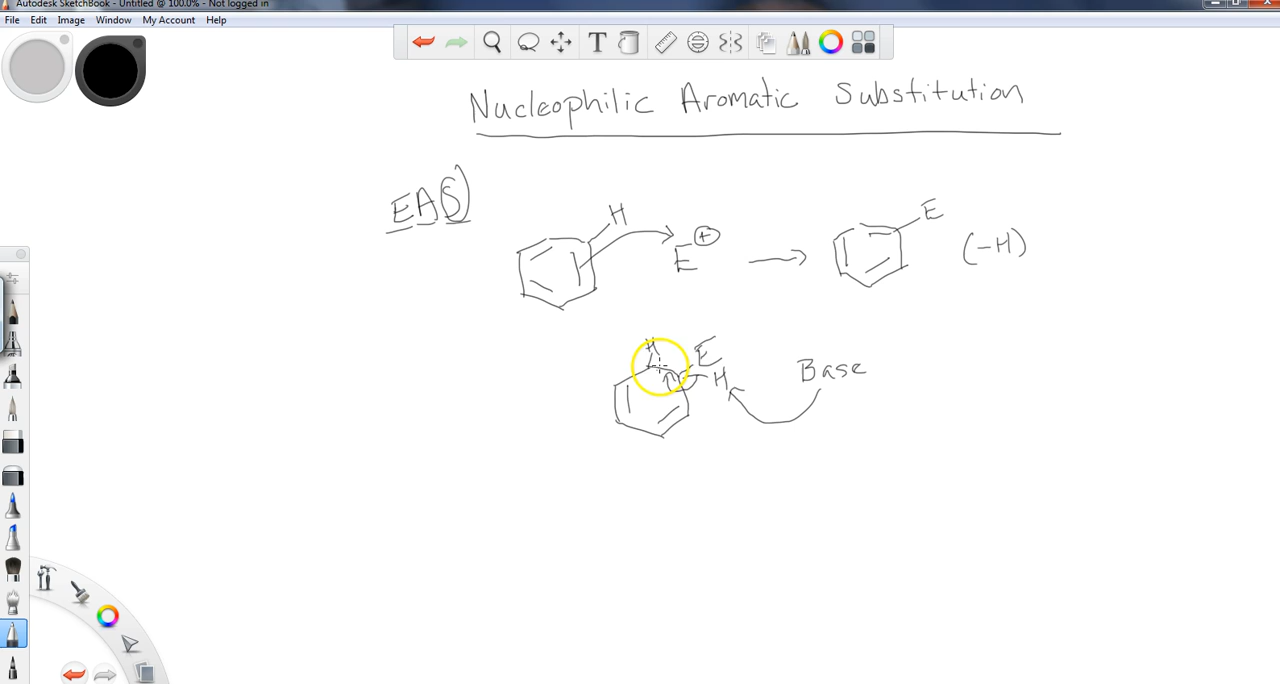 Autodesk SketchBook - Untitled @ 100.0% - Not logged in
File Edit Image Window My Account Help
T
Nucleophilic Aromatic Substitution
EAS)
H
E +
E
(-H)
H
E
H
Base